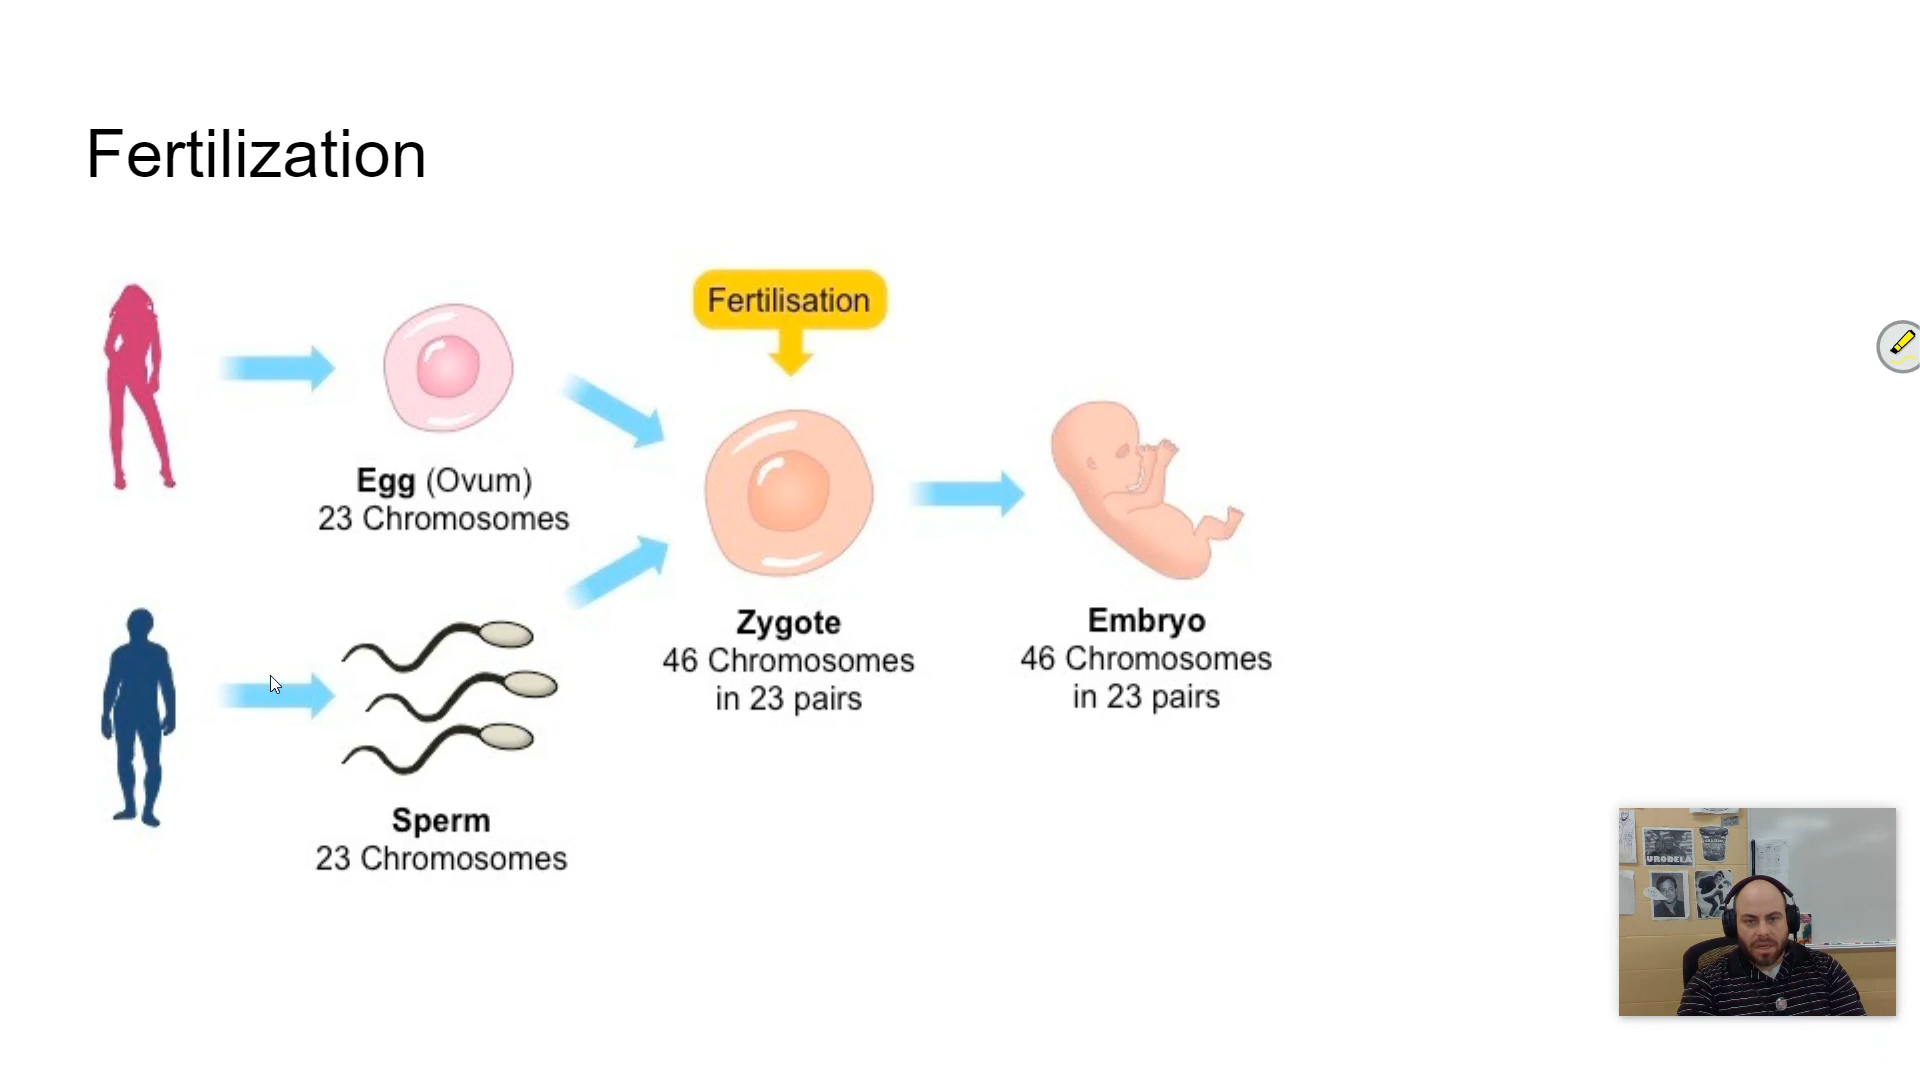 Fertilization
Fertilisation
Egg (Ovum)
23 Chromosomes
Zygote
46 Chromosomes
in 23 pairs
Embryo
46 Chromosomes
in 23 pairs
Sperm
23 Chromosomes
URODELA